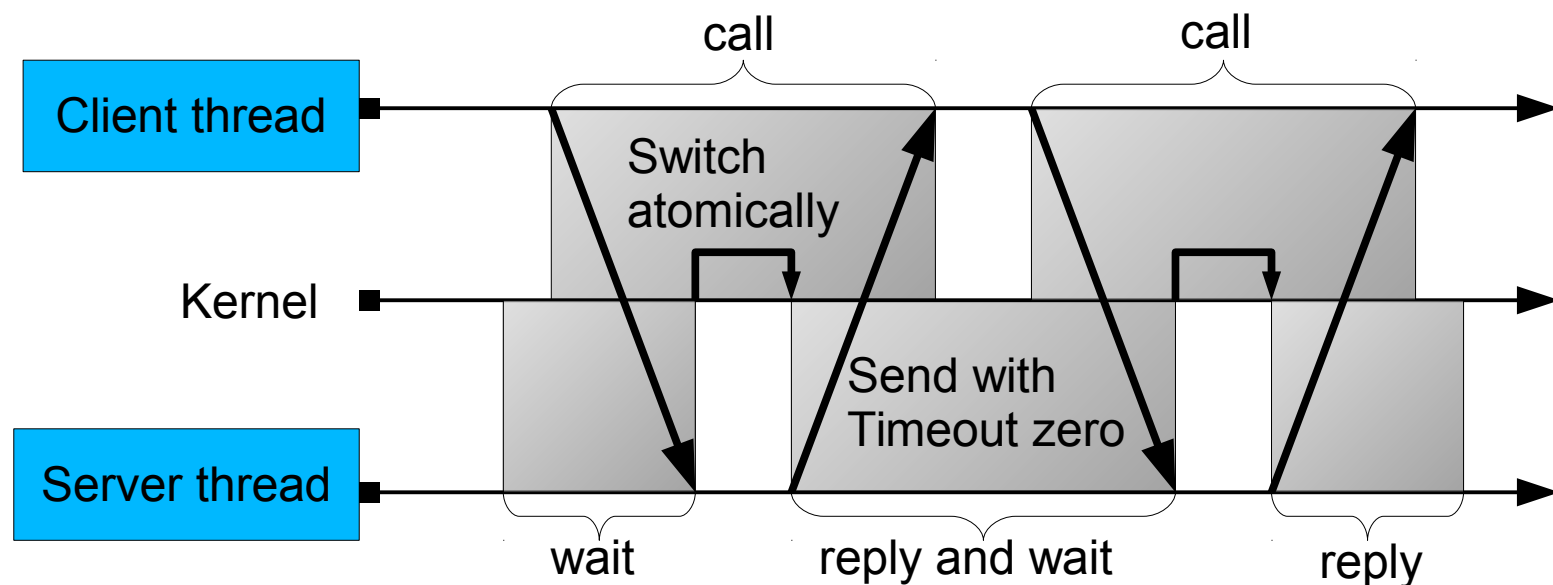 call
call
Client thread
Switch
atomically
Kernel
Send with
Timeout zero
Server thread
wait
reply and wait
reply